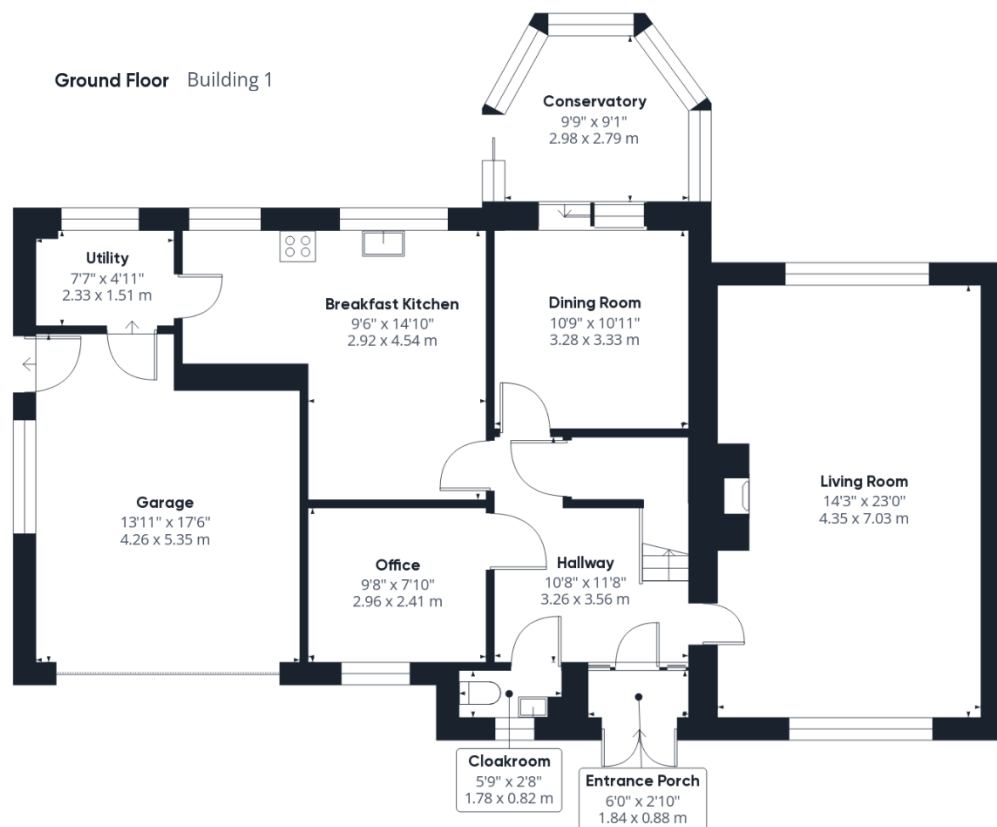 Ground Floor Building 1
Conservatory
9'9" x 9'1"
2.98 x 2.79 m
Utility
7'7" x 4'11"
2.33 x 1.51 m
Breakfast Kitchen
9'6" x 14'10"
2.92 x 4.54 m
Dining Room
10'9" x 10'11"
3.28 x 3.33 m
Living Room
14'3" x 23'0"
4.35 x 7.03 m
Garage
13'11" x 17'6"
4.26 x 5.35 m
Office
9'8" x 7'10"
2.96 x 2.41 m
Hallway
10'8" x 11'8"
3.26 x 3.56 m
Cloakroom
5'9" x 2'8"
1.78 x 0.82 m
Entrance Porch
6'0" x 2'10"
1.84 x 0.88 m